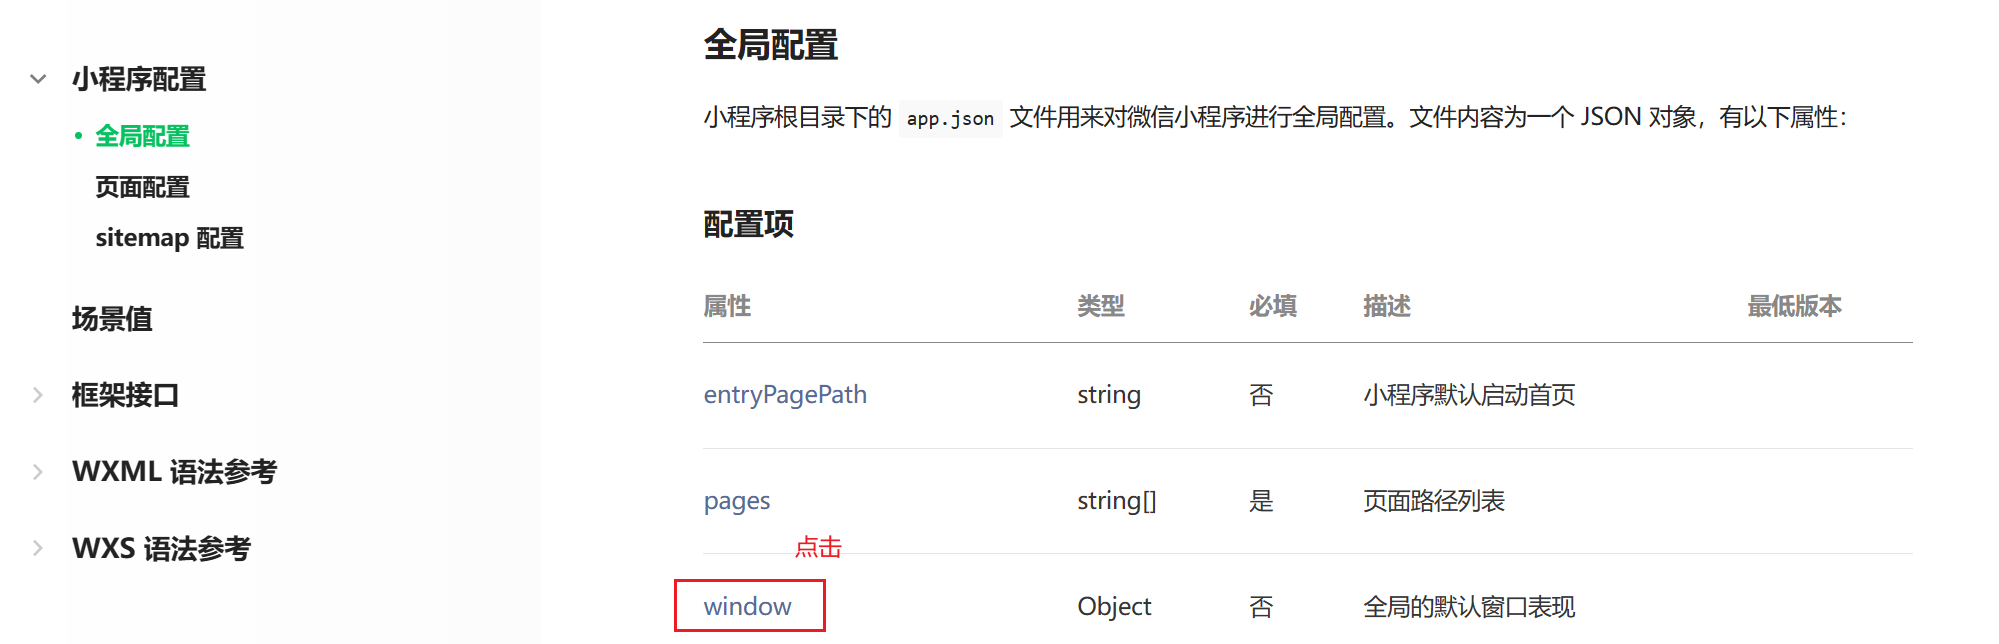 小程序配置
全局配置
页面配置
sitemap 配置
场景值
框架接口
WXML 语法参考
WXS 语法参考
全局配置
小程序根目录下的 app.json 文件用来对微信小程序进行全局配置。文件内容为一个 JSON 对象，有以下属性：
配置项
属性 类型 必填 描述 最低版本
entryPagePath string 否 小程序默认启动首页
pages string[] 是 页面路径列表
点击
window Object 否 全局的默认窗口表现